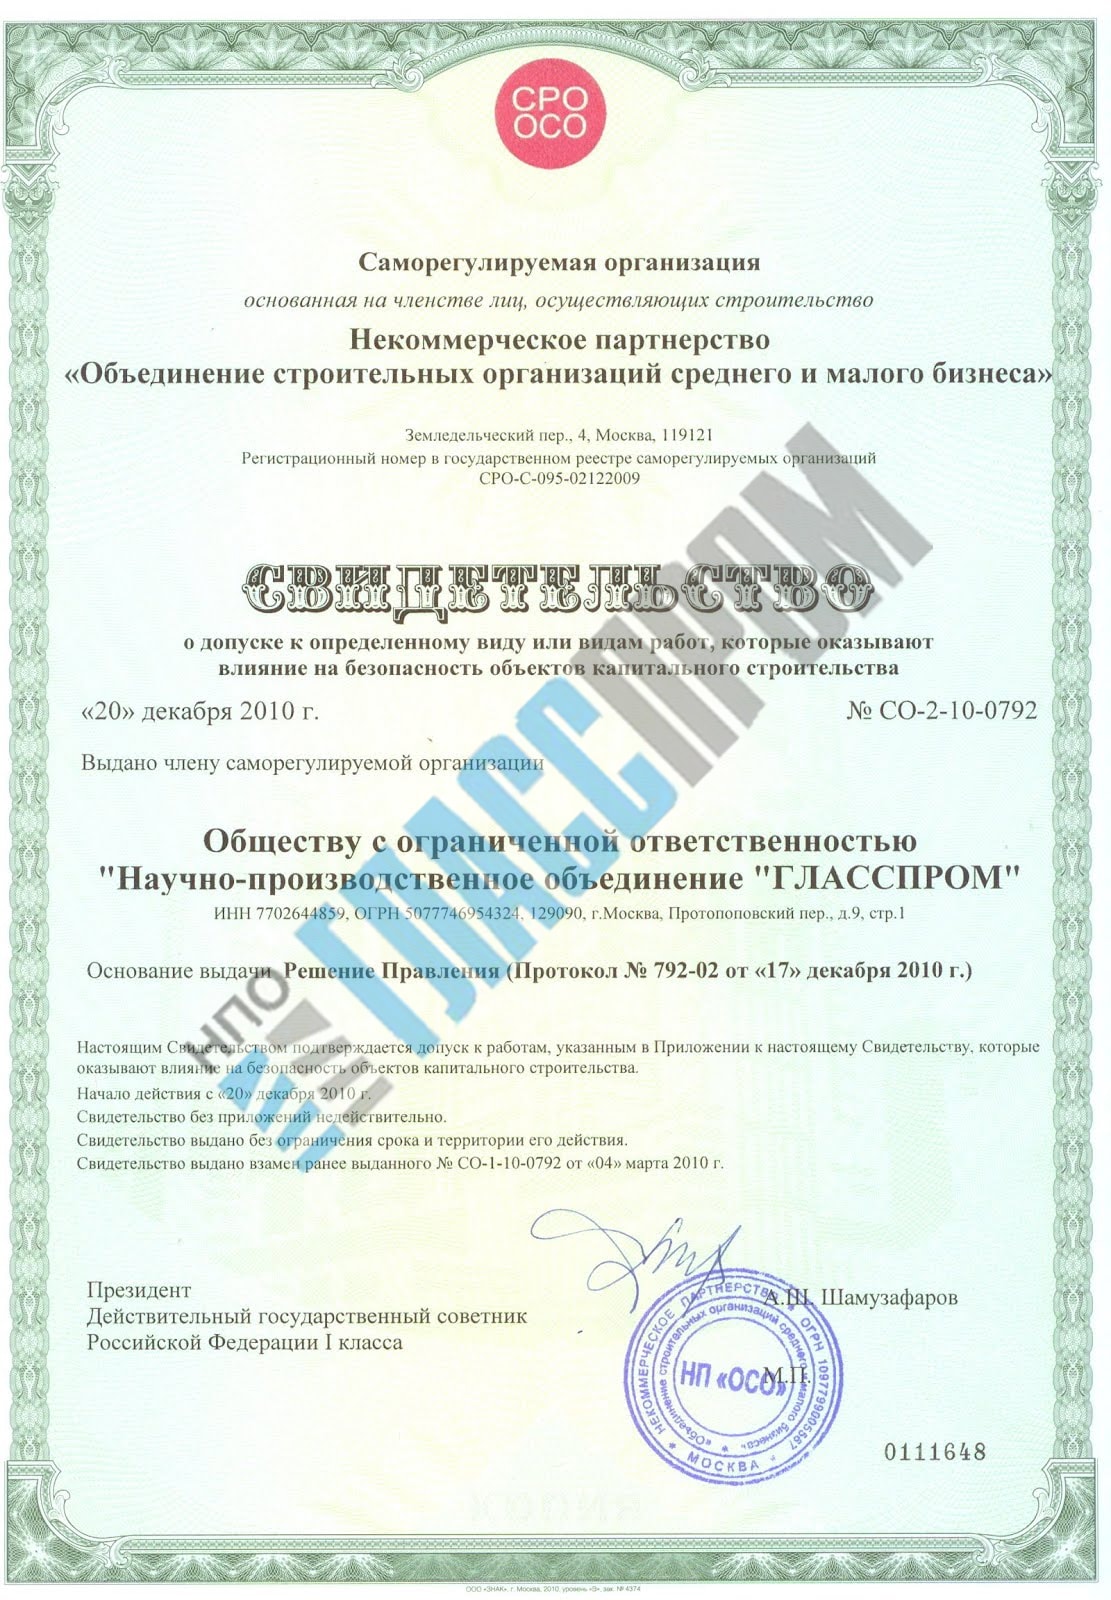 СРО
ОСО
Саморегулируемая организация
основанная на членстве лиц, осуществляющих строительство
Некоммерческое партнерство
«Объединение строительных организаций среднего и малого бизнеса»
Земледельческий пер., 4, Москва, 119121
Регистрационный номер в государственном реестре саморегулируемых организаций
СРО-С-095-02122009
СВИДЕТЕЛЬСТВО
о допуске к определенному виду или видам работ, которые оказывают
влияние на безопасность объектов капитального строительства
«20» декабря 2010 г. № СО-2-10-0792
Выдано члену саморегулируемой организации
Обществу с ограниченной ответственностью
"Научно-производственное объединение "ГЛАССПРОМ"
ИНН 7702644859, ОГРН 5077746954324, 129090, г.Москва, Протопоповский пер., д.9, стр.1
Основание выдачи Решение Правления (Протокол № 792-02 от «17» декабря 2010 г.)
Настоящим Свидетельством подтверждается допуск к работам, указанным в Приложении к настоящему Свидетельству, которые
оказывают влияние на безопасность объектов капитального строительства.
Начало действия с «20» декабря 2010 г.
Свидетельство без приложений недействительно.
Свидетельство выдано без ограничения срока и территории его действия.
Свидетельство выдано взамен ранее выданного № СО-1-10-0792 от «04» марта 2010 г.
НПО ГЛАССПРОМ
Президент
Действительный государственный советник
Российской Федерации I класса
А.Ш. Шамузафаров
М.П.
НЕКОММЕРЧЕСКОЕ ПАРТНЕРСТВО * ОГРН 1097799005567 * МОСКВА *
«Объединение строительных организаций среднего и малого бизнеса» *
НП «ОСО»
0111648
ООО «ЗНАК», г. Москва, 2010, уровень «Б», зак. № 4374